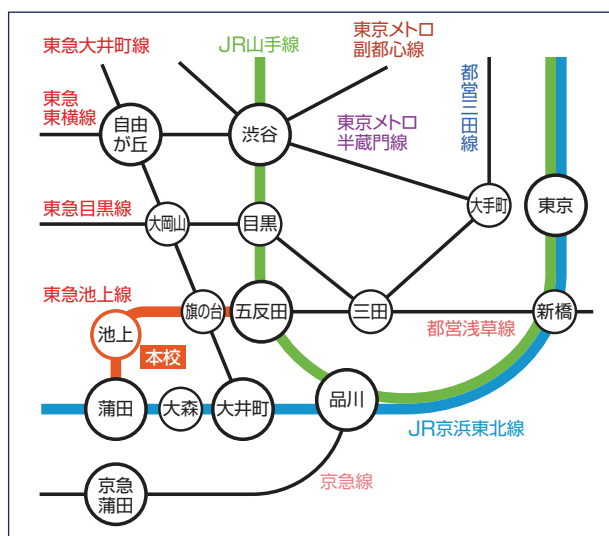 東急大井町線
JR山手線
東京メトロ
副都心線
東急
東横線
自由
が丘
渋谷
東京メトロ
半蔵門線
都営三田線
東急目黒線
大岡山
目黒
大手町
東京
東急池上線
旗の台
五反田
三田
新橋
都営浅草線
池上
本校
蒲田
大森
大井町
品川
JR京浜東北線
京急
蒲田
京急線